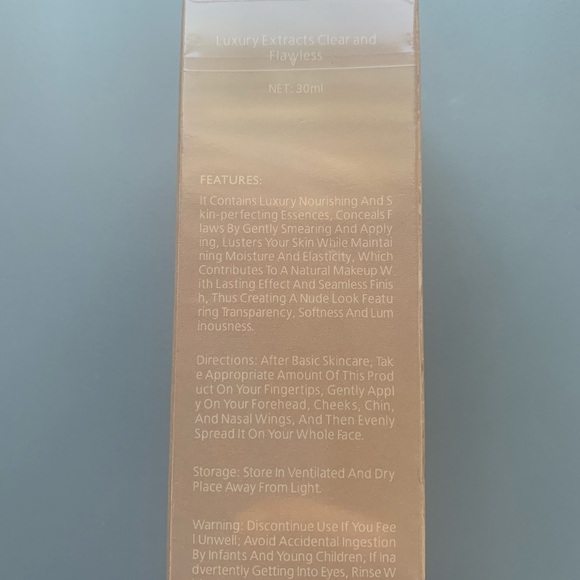 Luxury Extracts Clear and
Flawless
NET: 30ml
FEATURES:
It Contains Luxury Nourishing And S
kin-perfecting Essences, Conceals F
laws By Gently Smearing And Apply
ing, Lusters Your Skin While Maintai
ning Moisture And Elasticity, Which
Contributes To A Natural Makeup W
ith Lasting Effect And Seamless Finis
h, Thus Creating A Nude Look Featu
ring Transparency, Softness And Lum
inousness.
Directions: After Basic Skincare, Tak
e Appropriate Amount Of This Prod
uct On Your Fingertips, Gently Appl
y On Your Forehead, Cheeks, Chin,
And Nasal Wings, And Then Evenly
Spread It On Your Whole Face.
Storage: Store In Ventilated And Dry
Place Away From Light.
Warning: Discontinue Use If You Fee
l Unwell; Avoid Accidental Ingestion
By Infants And Young Children; If Ina
dvertently Getting Into Eyes, Rinse W